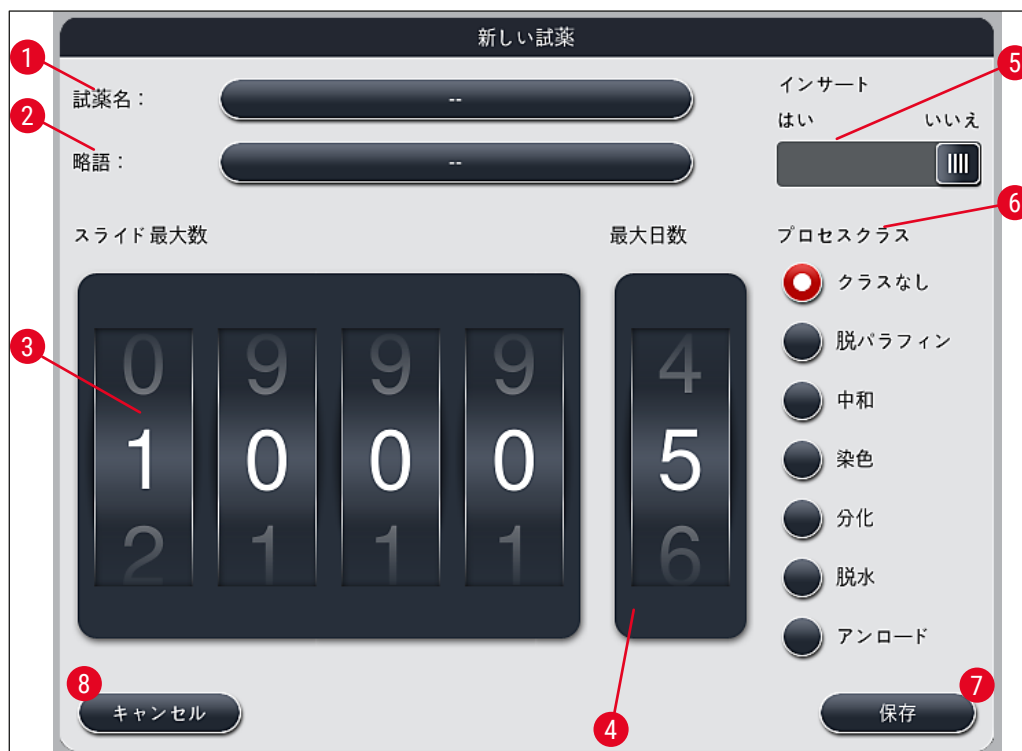 新しい試薬
1
試薬名：
--
2
略語：
--
インサート
5
はい いいえ
6
スライド最大数
最大日数
プロセスクラス
3
0 9 9 9
1 0 0 0
2 1 1 1
4
5
6
4
クラスなし
脱パラフィン
中和
染色
分化
脱水
アンロード
8
キャンセル
7
保存